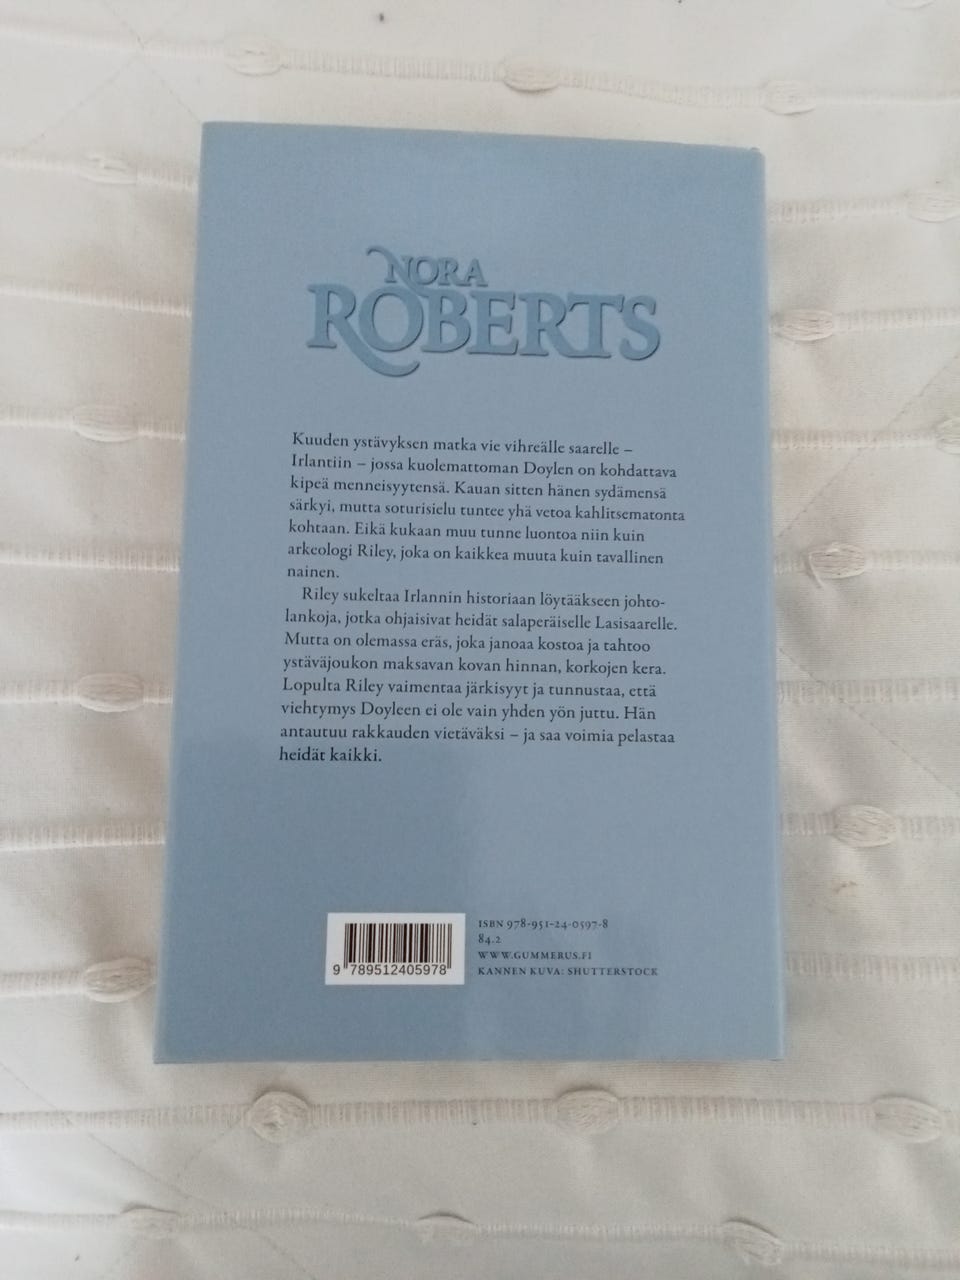 NORA
ROBERTS
Kuuden ystävyksen matka vie vihreälle saarelle –
Irlantiin – jossa kuolemattoman Doylen on kohdattava
kipeä menneisyytensä. Kauan sitten hänen sydämensä
särkyi, mutta soturisielu tuntee yhä vetoa kahlitsematonta
kohtaan. Eikä kukaan muu tunne luontoa niin kuin
arkeologi Riley, joka on kaikkea muuta kuin tavallinen
nainen.
Riley sukeltaa Irlannin historiaan löytääkseen johto-
lankoja, jotka ohjaisivat heidät salaperäiselle Lasisaarelle.
Mutta on olemassa eräs, joka janoaa kostoa ja tahtoo
ystäväjoukon maksavan kovan hinnan, korkojen kera.
Lopulta Riley vaimentaa järkisyyt ja tunnustaa, että
viehtymys Doyleen ei ole vain yhden yön juttu. Hän
antautuu rakkauden vietäväksi – ja saa voimia pelastaa
heidät kaikki.
ISBN 978-951-24-0597-8
84.2
WWW.GUMMERUS.FI
KANNEN KUVA: SHUTTERSTOCK
9 789512 405978